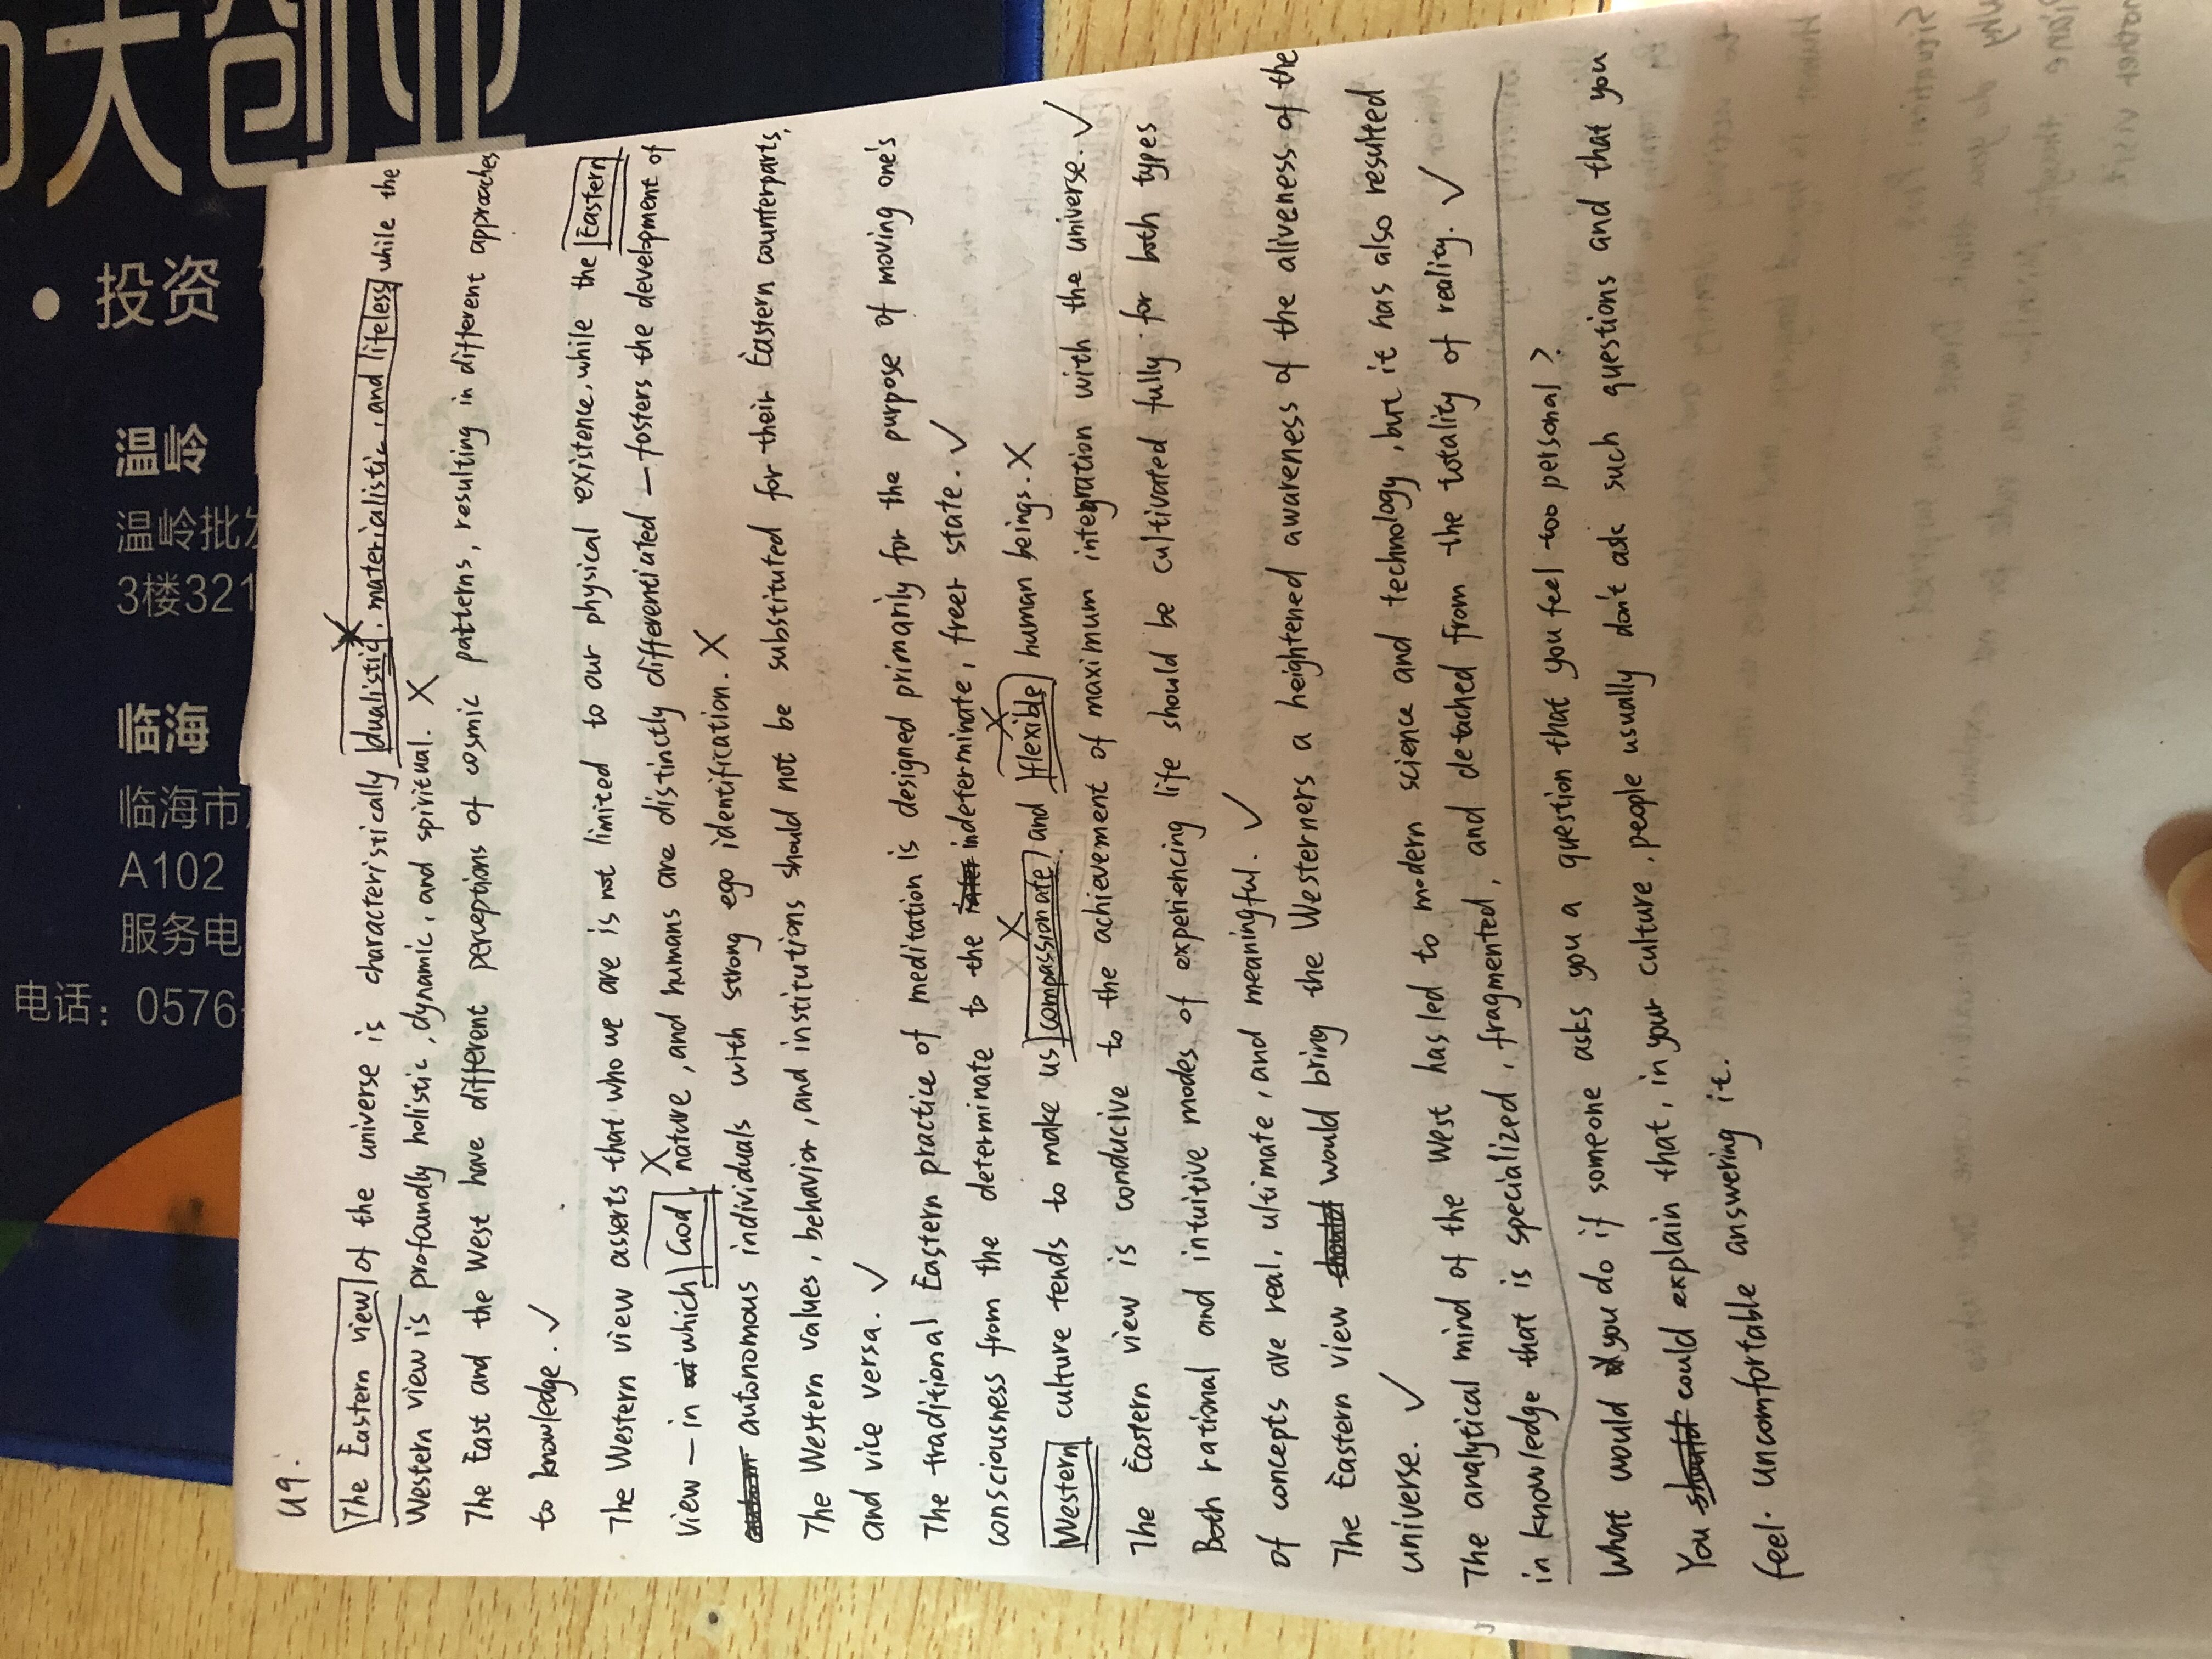 U9.
The Eastern view of the universe is characteristically dualistic, materialistic, and lifeless while the
Western view is profoundly holistic, dynamic, and spiritual. X
The East and the West have different perceptions of cosmic patterns, resulting in different approaches
to knowledge. ✓
The Western view asserts that who we are is not limited to our physical existence, while the Eastern
view — in which God, nature, and humans are distinctly differentiated — fosters the development of
autonomous individuals with strong ego identification. X
The Western values, behavior, and institutions should not be substituted for their Eastern counterparts,
and vice versa. ✓
The traditional Eastern practice of meditation is designed primarily for the purpose of moving one's
consciousness from the determinate to the indeterminate, freer state. ✓
Western culture tends to make us compassionate and flexible human beings. X
The Eastern view is conducive to the achievement of maximum integration with the universe. ✓
Both rational and intuitive modes of experiencing life should be cultivated fully for both types
of concepts are real, ultimate, and meaningful. ✓
The Eastern view should would bring the Westerners a heightened awareness of the aliveness of the
universe. ✓
The analytical mind of the West has led to modern science and technology, but it has also resulted
in knowledge that is specialized, fragmented, and detached from the totality of reality. ✓
What would you do if someone asks you a question that you feel too personal?
You should could explain that, in your culture, people usually don't ask such questions and that you
feel uncomfortable answering it.
大创业
• 投资
温岭
温岭批发
3楼321
临海
临海市
A102
服务电
电话：0576-